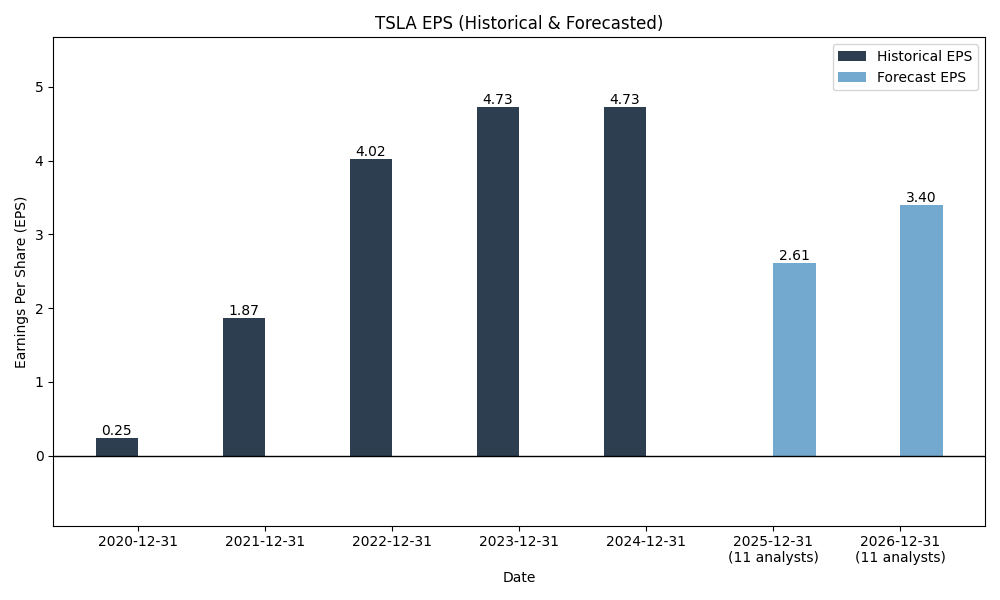 TSLA EPS (Historical & Forecasted)
Historical EPS
Forecast EPS
Earnings Per Share (EPS)
5
4
3
2
1
0
0.25
1.87
4.02
4.73
4.73
2.61
3.40
2020-12-31
2021-12-31
2022-12-31
2023-12-31
2024-12-31
2025-12-31
(11 analysts)
2026-12-31
(11 analysts)
Date